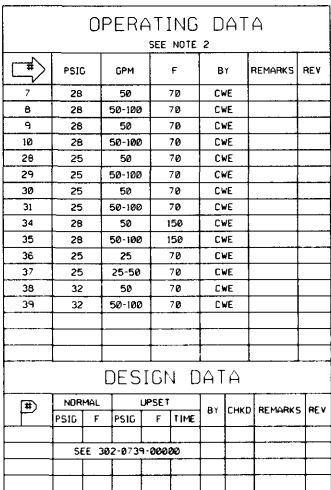 OPERATING DATA
SEE NOTE 2
# PSIG GPM F BY REMARKS REV
7 28 50 70 CWE
8 28 50-100 70 CWE
9 28 50 70 CWE
10 28 50-100 70 CWE
28 25 50 70 CWE
29 25 50-100 70 CWE
30 25 50 70 CWE
31 25 50-100 70 CWE
34 28 50 150 CWE
35 28 50-100 150 CWE
36 25 25 70 CWE
37 25 25-50 70 CWE
38 32 50 70 CWE
39 32 50-100 70 CWE
DESIGN DATA
# NORMAL UPSET BY CHKD REMARKS REV
PSIG F PSIG F TIME
SEE 302-0739-00000